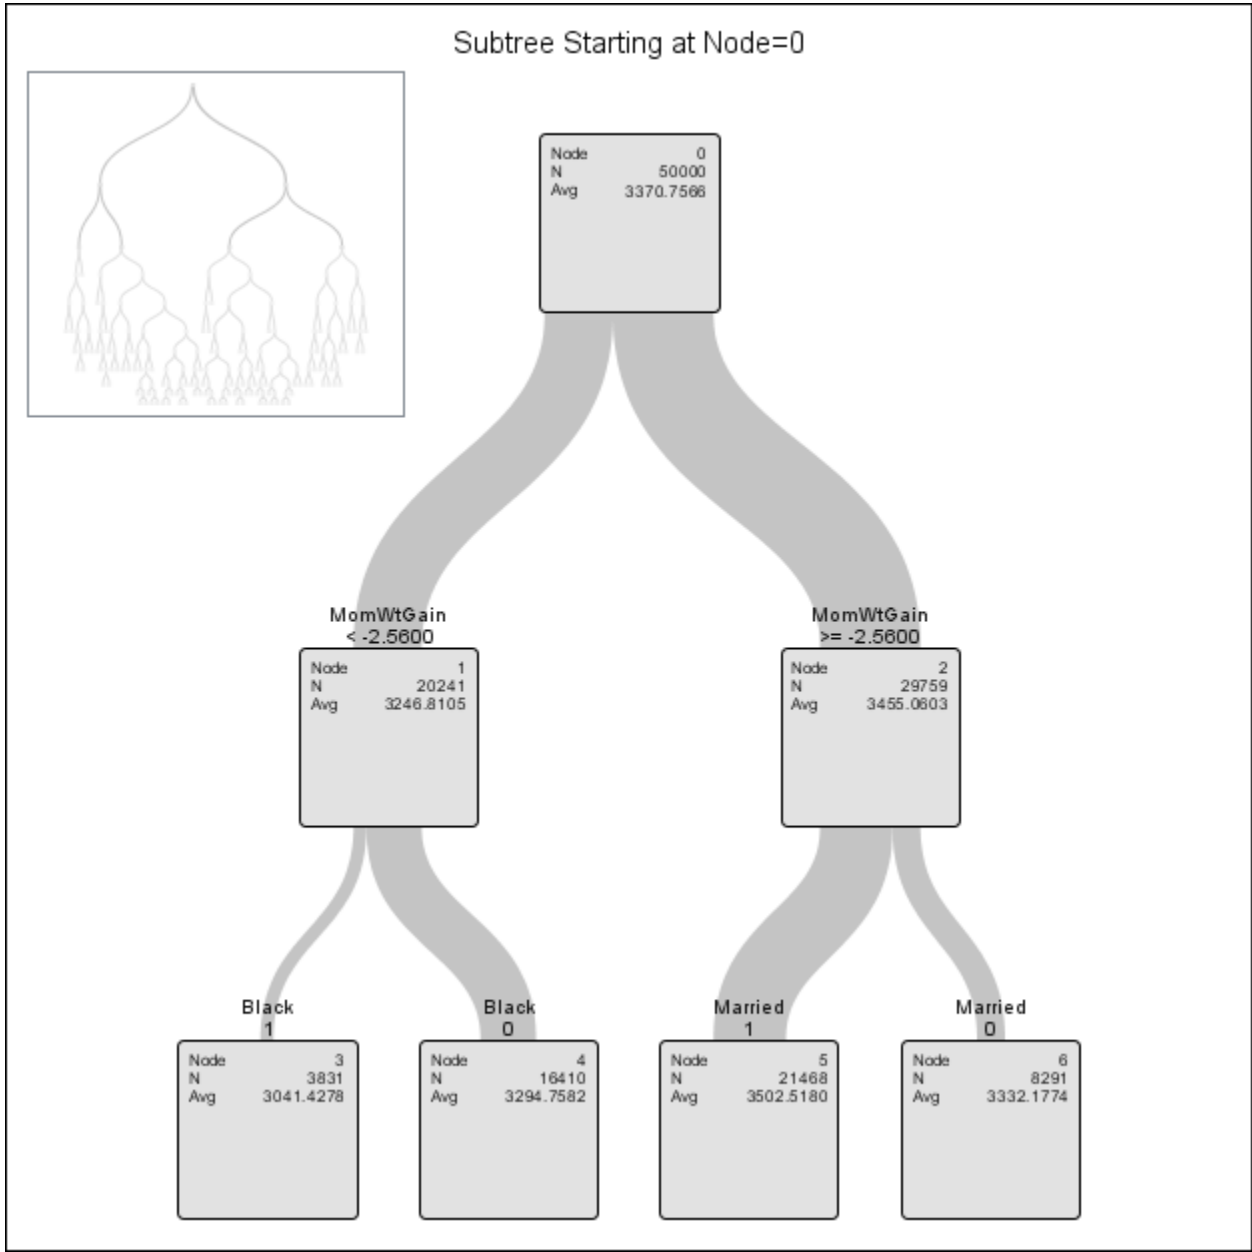 Subtree Starting at Node=0
Node 0
N 50000
Avg 3370.7566
MomWtGain
< -2.5600
Node 1
N 20241
Avg 3246.8105
MomWtGain
>= -2.5600
Node 2
N 29759
Avg 3455.0603
Black
1
Node 3
N 3831
Avg 3041.4278
Black
0
Node 4
N 16410
Avg 3294.7582
Married
1
Node 5
N 21468
Avg 3502.5180
Married
0
Node 6
N 8291
Avg 3332.1774